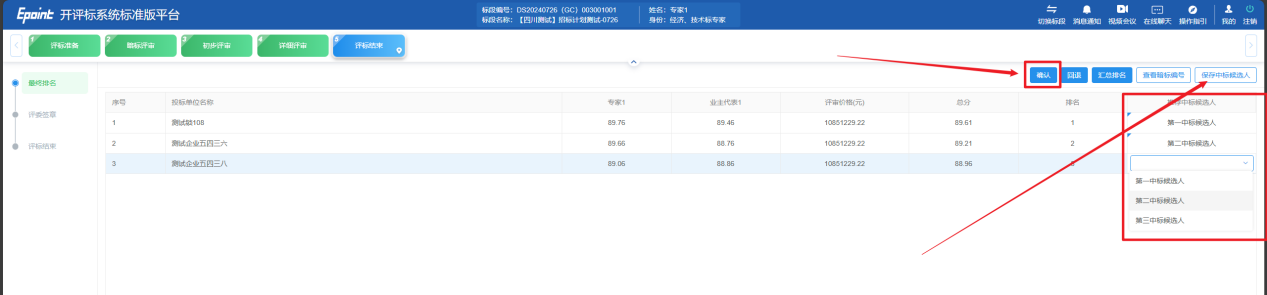 Epoint 开评标系统标准版平台
标段编号：DS20240726（GC）003001001 姓名：专家1
标段名称：【四川测试】招标计划测试-0726 身份：经济、技术标专家
切换标段 消息通知 视频会议 在线聊天 操作指引 我的 注销
1 评标准备 2 暗标评审 3 初步评审 4 详细评审 5 评标结束
确认 回退 汇总排名 查看暗标编号 保存中标候选人
最终排名
评委签章
评标结束
序号 投标单位名称 专家1 业主代表1 评审价格(元) 总分 排名 推荐中标候选人
1 测试联108 89.76 89.46 10851229.22 89.61 1 第一中标候选人
2 测试企业五四三六 89.66 88.76 10851229.22 89.21 2 第二中标候选人
3 测试企业五四三八 89.06 88.86 10851229.22 88.96 3
第一中标候选人
第二中标候选人
第三中标候选人